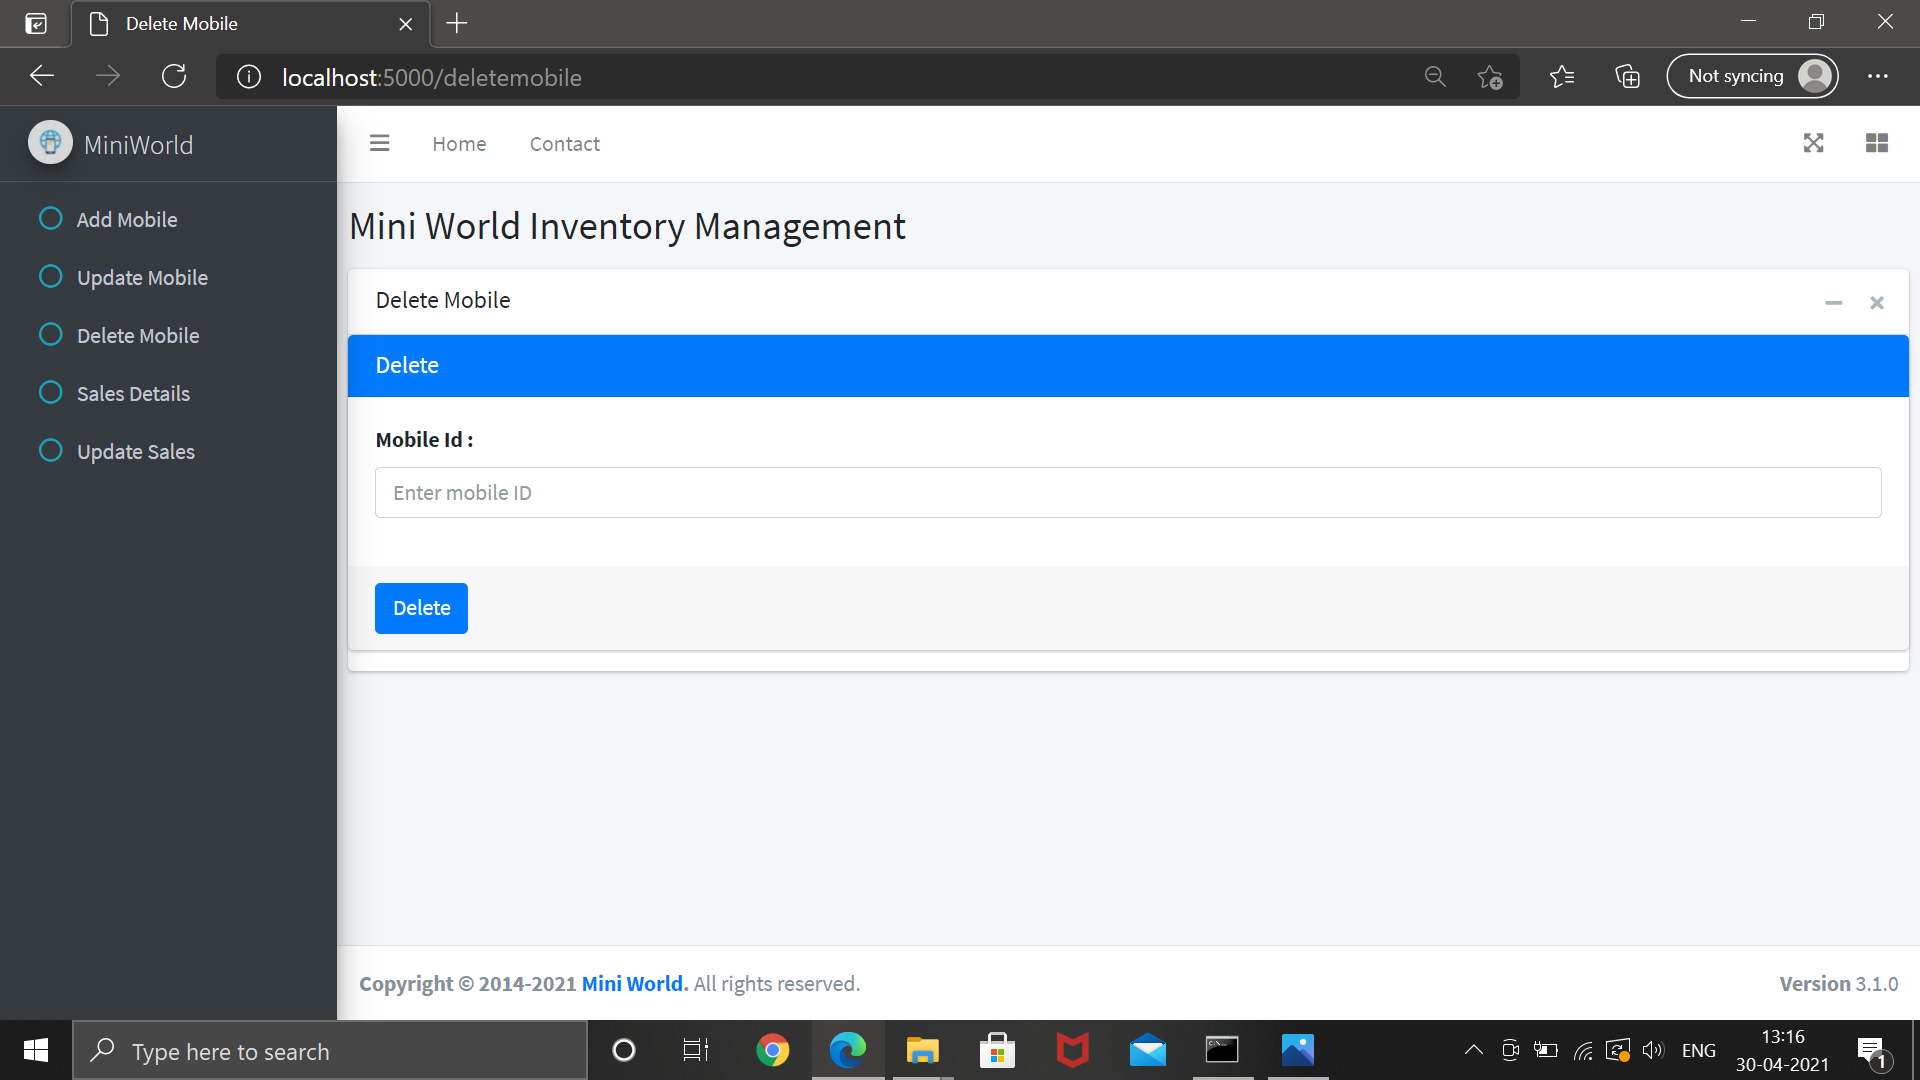 Delete Mobile
localhost:5000/deletemobile
Not syncing
MiniWorld
Home
Contact
Add Mobile
Update Mobile
Delete Mobile
Sales Details
Update Sales
Mini World Inventory Management
Delete Mobile
Delete
Mobile Id :
Enter mobile ID
Delete
Copyright © 2014-2021 Mini World. All rights reserved.
Version 3.1.0
Type here to search
ENG
13:16
30-04-2021
1